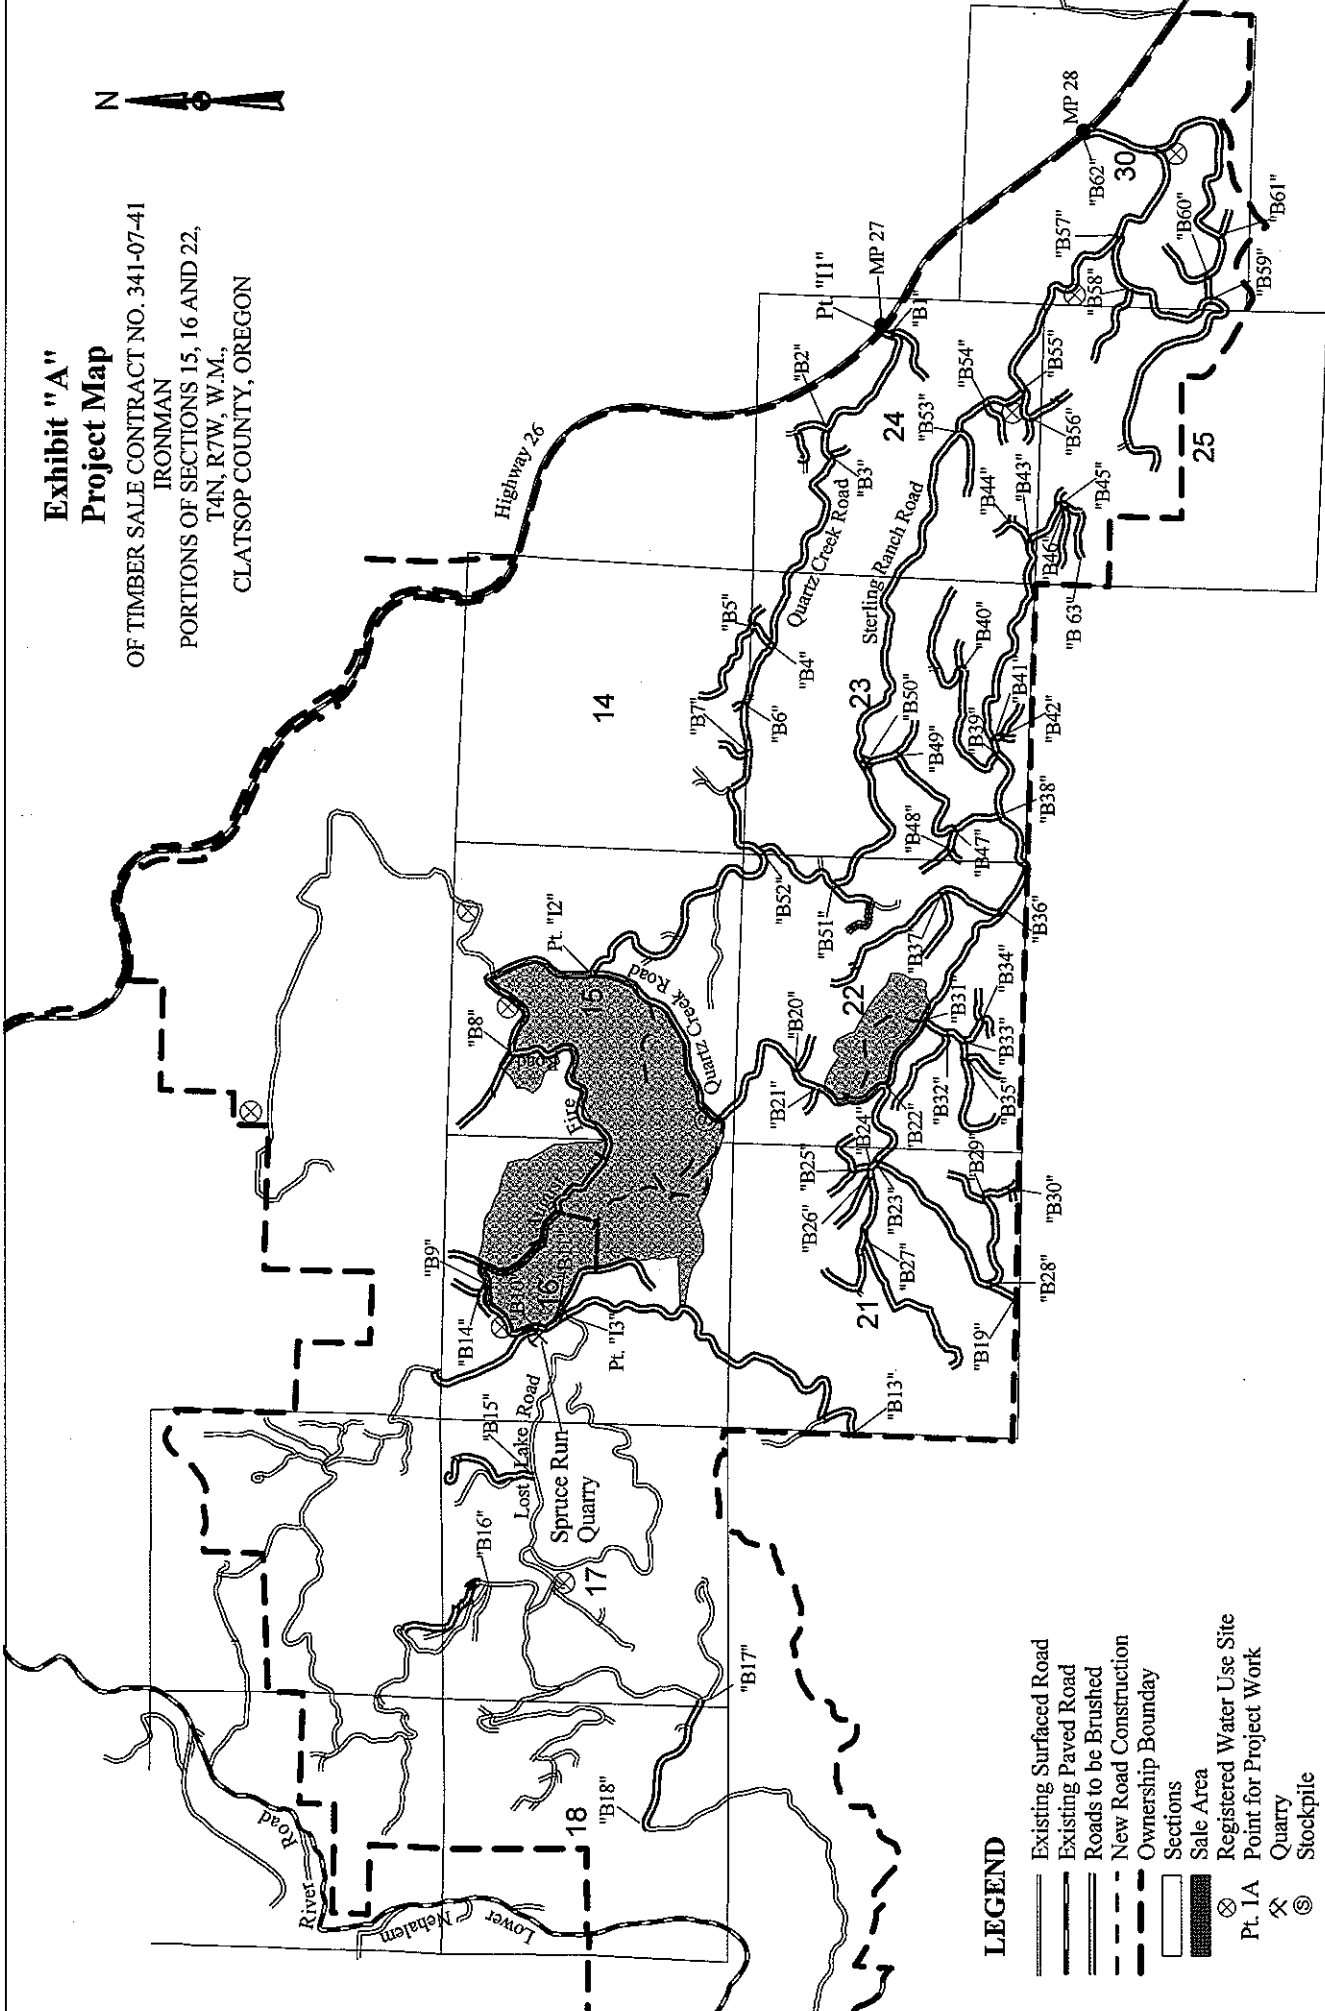 Exhibit "A"
Project Map
OF TIMBER SALE CONTRACT NO. 341-07-41
IRONMAN
PORTIONS OF SECTIONS 15, 16 AND 22,
T4N, R7W, W.M.,
CLATSOP COUNTY, OREGON
N
Highway 26
MP 28
"B62"
30
"B57"
"B60"
"B61"
"B58"
"B59"
MP 27
Pt. "I1"
"B1"
"B2"
24
"B3"
"B53"
"B54"
"B55"
"B56"
25
Quartz Creek Road
Sterling Ranch Road
"B44"
"B43"
"B45"
"B46"
"B 63"
"B5"
"B4"
14
"B7"
"B6"
23
"B50"
"B49"
"B40"
"B41"
"B39"
"B42"
"B48"
"B47"
"B38"
"B52"
"B51"
"B37"
"B36"
Pt. "I2"
15
Quartz Creek Road
"B8"
Fire
22
"B20"
"B21"
"B31"
"B34"
"B33"
"B32"
"B35"
"B22"
"B24"
"B25"
"B26"
"B23"
"B29"
"B30"
"B27"
21
"B28"
"B19"
"B9"
"B10"
"B11"
16
"B14"
Pt. "I3"
"B13"
"B15"
Lost Lake Road
Spruce Run
Quarry
"B16"
17
"B17"
"B18"
18
Lower
Nehalem
River
Road
LEGEND
Existing Surfaced Road
Existing Paved Road
Roads to be Brushed
New Road Construction
Ownership Boundary
Sections
Sale Area
Registered Water Use Site
Pt. 1A Point for Project Work
Quarry
S Stockpile